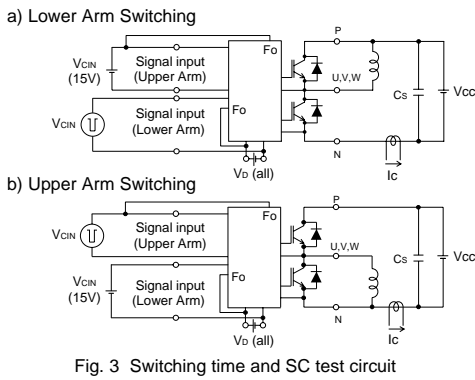 a) Lower Arm Switching
P
Fo
VCIN
(15V)
Signal input
(Upper Arm)
U,V,W
CS
Vcc
VCIN
Signal input
(Lower Arm)
Fo
N
VD (all)
Ic
b) Upper Arm Switching
P
Fo
VCIN
Signal input
(Upper Arm)
U,V,W
CS
Vcc
VCIN
(15V)
Signal input
(Lower Arm)
Fo
N
VD (all)
Ic
Fig. 3 Switching time and SC test circuit